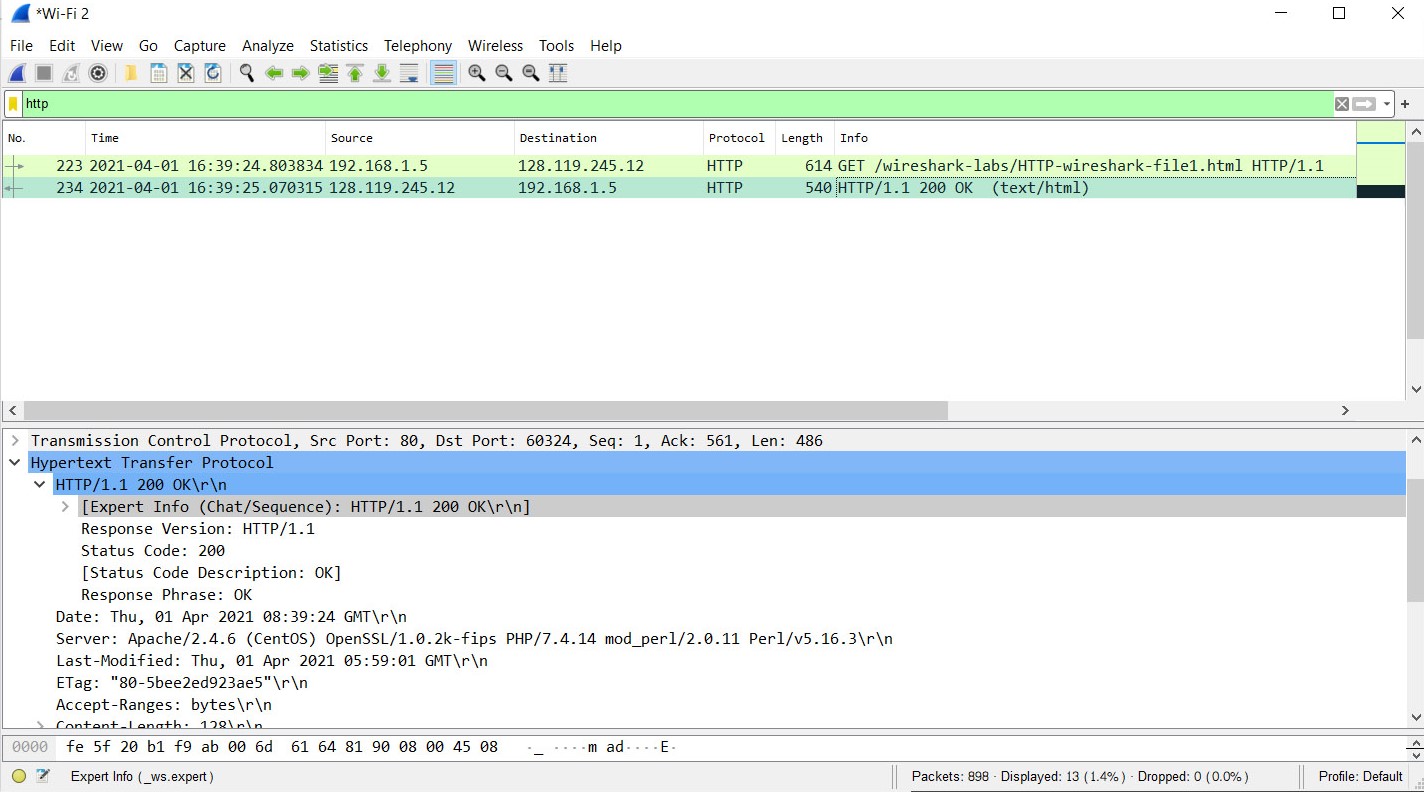 *Wi-Fi 2
File Edit View Go Capture Analyze Statistics Telephony Wireless Tools Help
http
No. Time Source Destination Protocol Length Info
223 2021-04-01 16:39:24.803834 192.168.1.5 128.119.245.12 HTTP 614 GET /wireshark-labs/HTTP-wireshark-file1.html HTTP/1.1
234 2021-04-01 16:39:25.070315 128.119.245.12 192.168.1.5 HTTP 540 HTTP/1.1 200 OK (text/html)
Transmission Control Protocol, Src Port: 80, Dst Port: 60324, Seq: 1, Ack: 561, Len: 486
Hypertext Transfer Protocol
HTTP/1.1 200 OK\r\n
[Expert Info (Chat/Sequence): HTTP/1.1 200 OK\r\n]
Response Version: HTTP/1.1
Status Code: 200
[Status Code Description: OK]
Response Phrase: OK
Date: Thu, 01 Apr 2021 08:39:24 GMT\r\n
Server: Apache/2.4.6 (CentOS) OpenSSL/1.0.2k-fips PHP/7.4.14 mod_perl/2.0.11 Perl/v5.16.3\r\n
Last-Modified: Thu, 01 Apr 2021 05:59:01 GMT\r\n
ETag: "80-5bee2ed923ae5"\r\n
Accept-Ranges: bytes\r\n
Content-Length: 128\r\n
0000 fe 5f 20 b1 f9 ab 00 6d 61 64 81 90 08 00 45 08 ·_ ····m ad····E·
Expert Info (_ws.expert) Packets: 898 · Displayed: 13 (1.4%) · Dropped: 0 (0.0%) Profile: Default